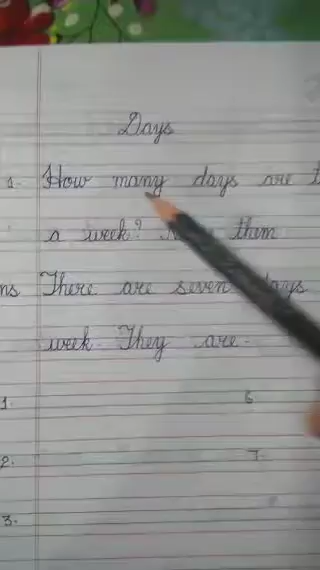 Days
1. How many days are
a week? them
ns There are seven days
week. They are.
1. 6
2. 7.
3.